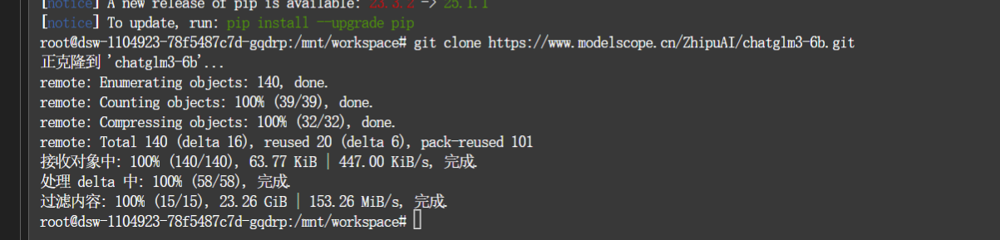 [notice] A new release of pip is available: 23.3.2 -> 25.1.1
[notice] To update, run: pip install --upgrade pip
root@dsw-1104923-78f5487c7d-gqdrp:/mnt/workspace# git clone https://www.modelscope.cn/ZhipuAI/chatglm3-6b.git
正克隆到 'chatglm3-6b'...
remote: Enumerating objects: 140, done.
remote: Counting objects: 100% (39/39), done.
remote: Compressing objects: 100% (32/32), done.
remote: Total 140 (delta 16), reused 20 (delta 6), pack-reused 101
接收对象中: 100% (140/140), 63.77 KiB | 447.00 KiB/s, 完成.
处理 delta 中: 100% (58/58), 完成.
过滤内容: 100% (15/15), 23.26 GiB | 153.26 MiB/s, 完成.
root@dsw-1104923-78f5487c7d-gqdrp:/mnt/workspace#